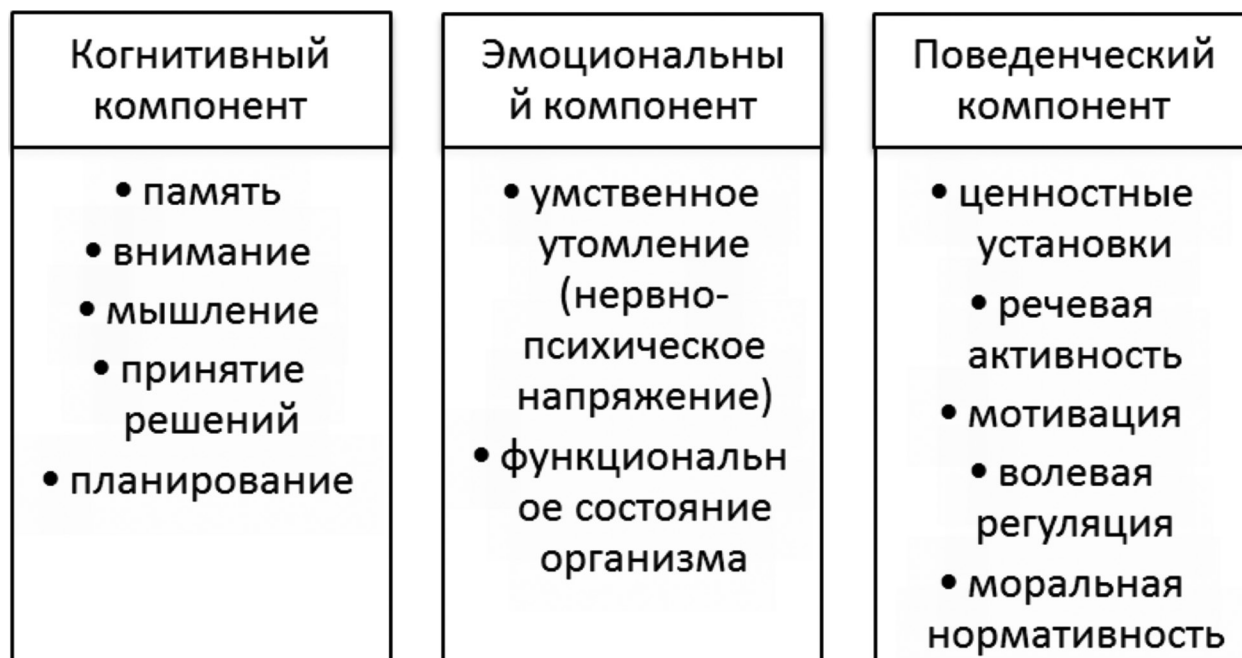 Когнитивный
компонент
• память
• внимание
• мышление
• принятие
решений
• планирование
Эмоциональны
й компонент
• умственное
утомление
(нервно-
психическое
напряжение)
• функциональн
ое состояние
организма
Поведенческий
компонент
• ценностные
установки
• речевая
активность
• мотивация
• волевая
регуляция
• моральная
нормативность